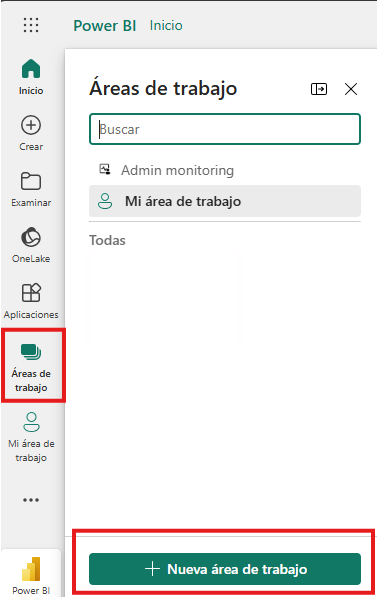 Power BI Inicio
Inicio
Crear
Examinar
OneLake
Aplicaciones
Áreas de
trabajo
Mi área de
trabajo
Power BI
Áreas de trabajo
Buscar
Admin monitoring
Mi área de trabajo
Todas
Nueva área de trabajo